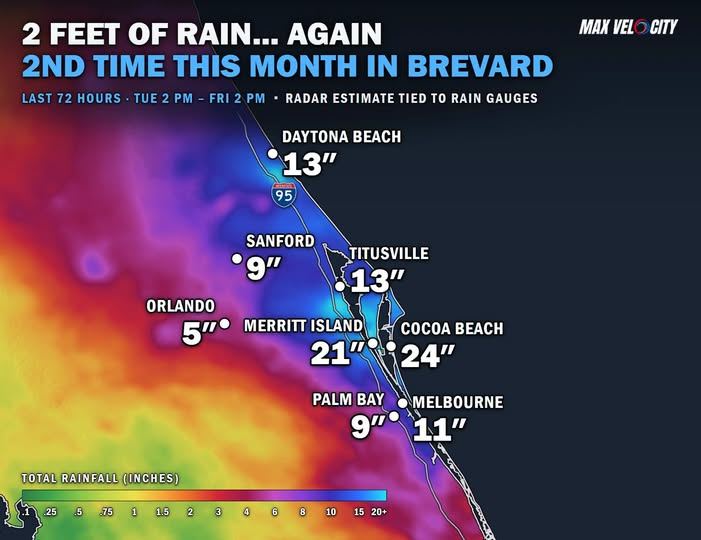 2 FEET OF RAIN... AGAIN
MAX VELOCITY
2ND TIME THIS MONTH IN BREVARD
LAST 72 HOURS · TUE 2 PM – FRI 2 PM · RADAR ESTIMATE TIED TO RAIN GAUGES
DAYTONA BEACH
13"
INTERSTATE
95
SANFORD
9"
TITUSVILLE
13"
ORLANDO
5"
MERRITT ISLAND
21"
COCOA BEACH
24"
PALM BAY
9"
MELBOURNE
11"
TOTAL RAINFALL (INCHES)
.1 .25 .5 .75 1 1.5 2 3 4 6 8 10 15 20+